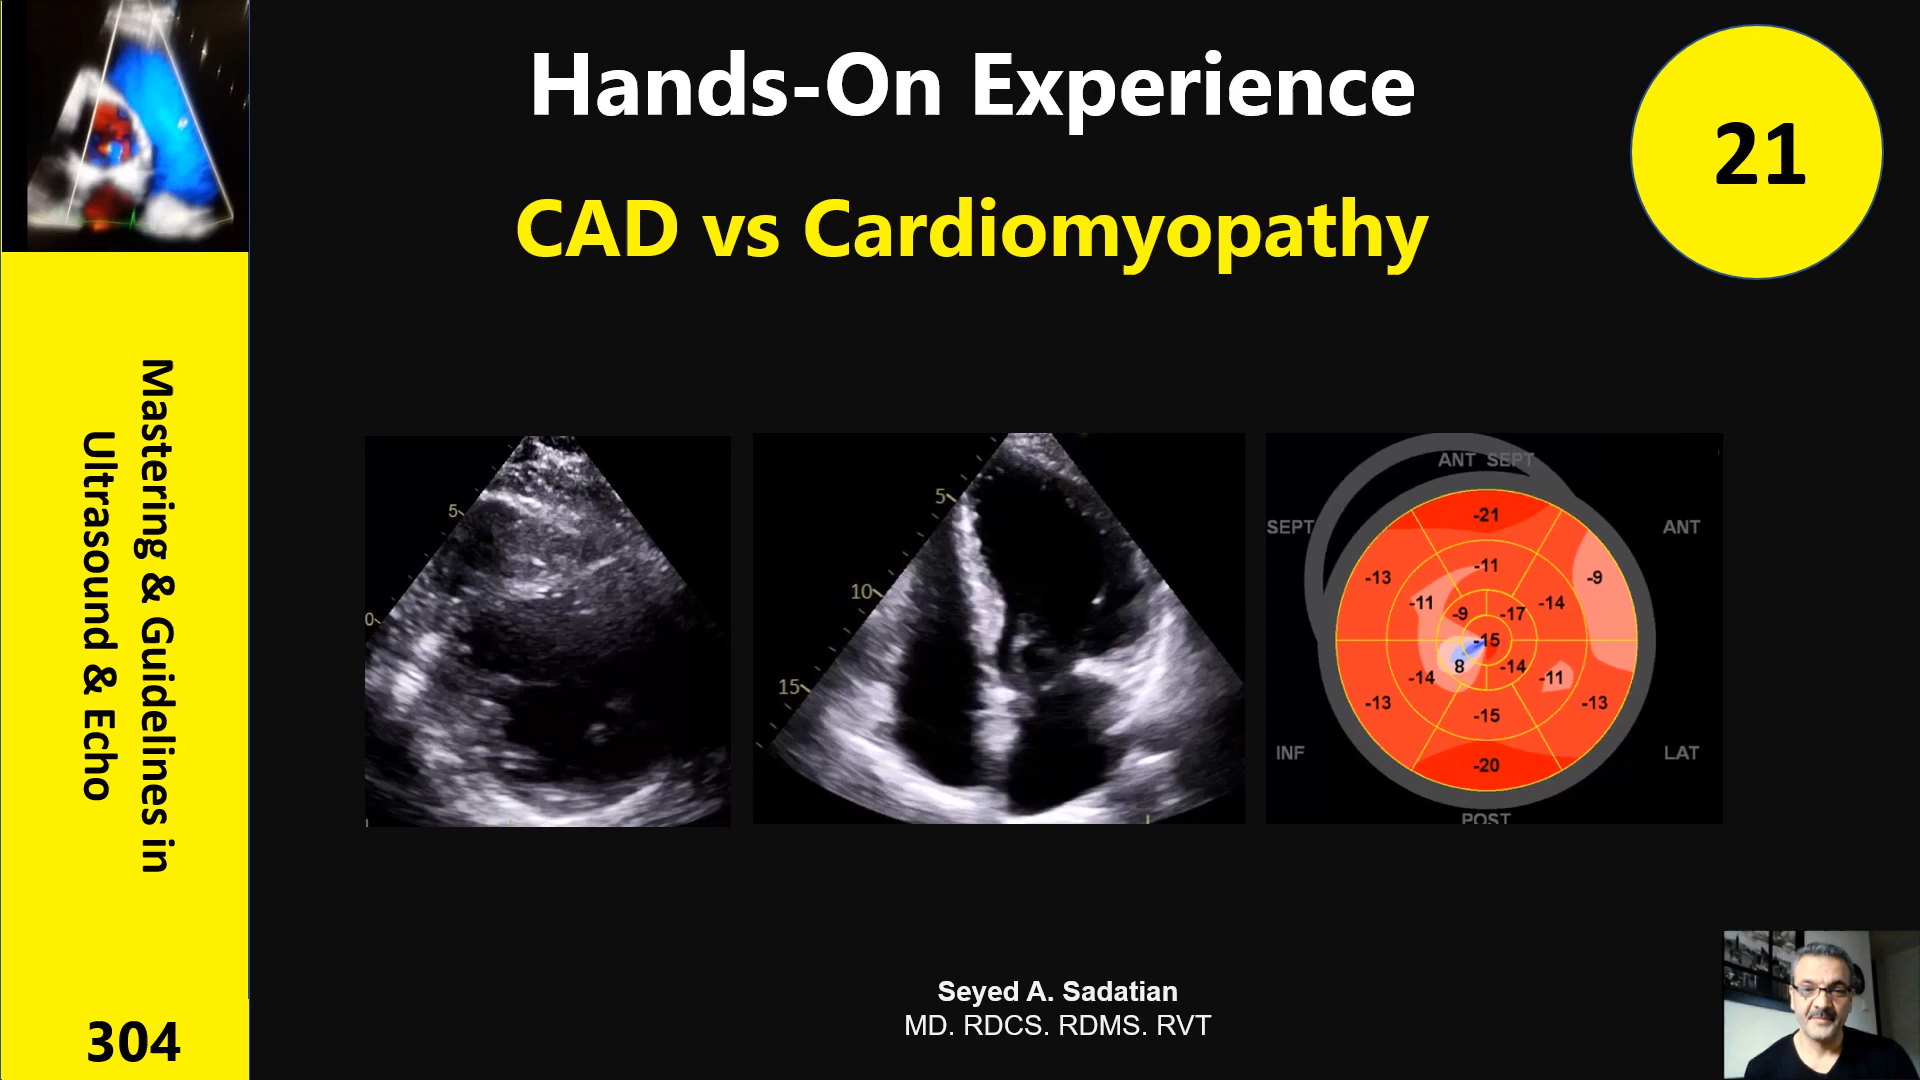 Hands-On Experience
CAD vs Cardiomyopathy
21
Mastering & Guidelines in
Ultrasound & Echo
304
5
0
5
10
15
ANT SEPT
SEPT
ANT
-21
-13
-11
-9
-11
-9
-17
-14
-15
8
-14
-14
-11
-13
-15
-13
-20
INF
LAT
POST
Seyed A. Sadatian
MD. RDCS. RDMS. RVT